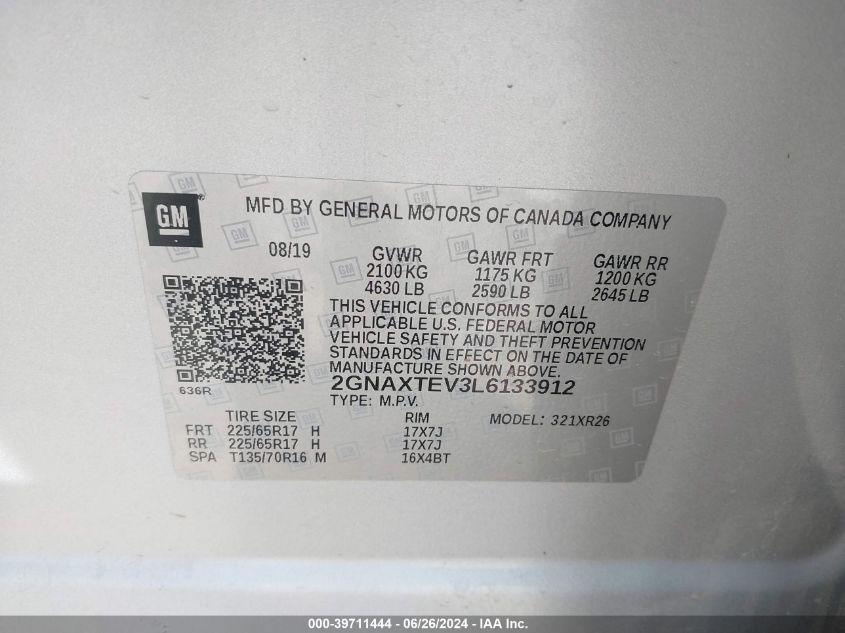 GM
MFD BY GENERAL MOTORS OF CANADA COMPANY
08/19 GVWR GAWR FRT GAWR RR
2100 KG 1175 KG 1200 KG
4630 LB 2590 LB 2645 LB
THIS VEHICLE CONFORMS TO ALL
APPLICABLE U.S. FEDERAL MOTOR
VEHICLE SAFETY AND THEFT PREVENTION
STANDARDS IN EFFECT ON THE DATE OF
MANUFACTURE SHOWN ABOVE.
636R 2GNAXTEV3L6133912
TYPE: M.P.V.
TIRE SIZE RIM MODEL: 321XR26
FRT 225/65R17 H 17X7J
RR 225/65R17 H 17X7J
SPA T135/70R16 M 16X4BT
000-39711444 - 06/26/2024 - IAA Inc.